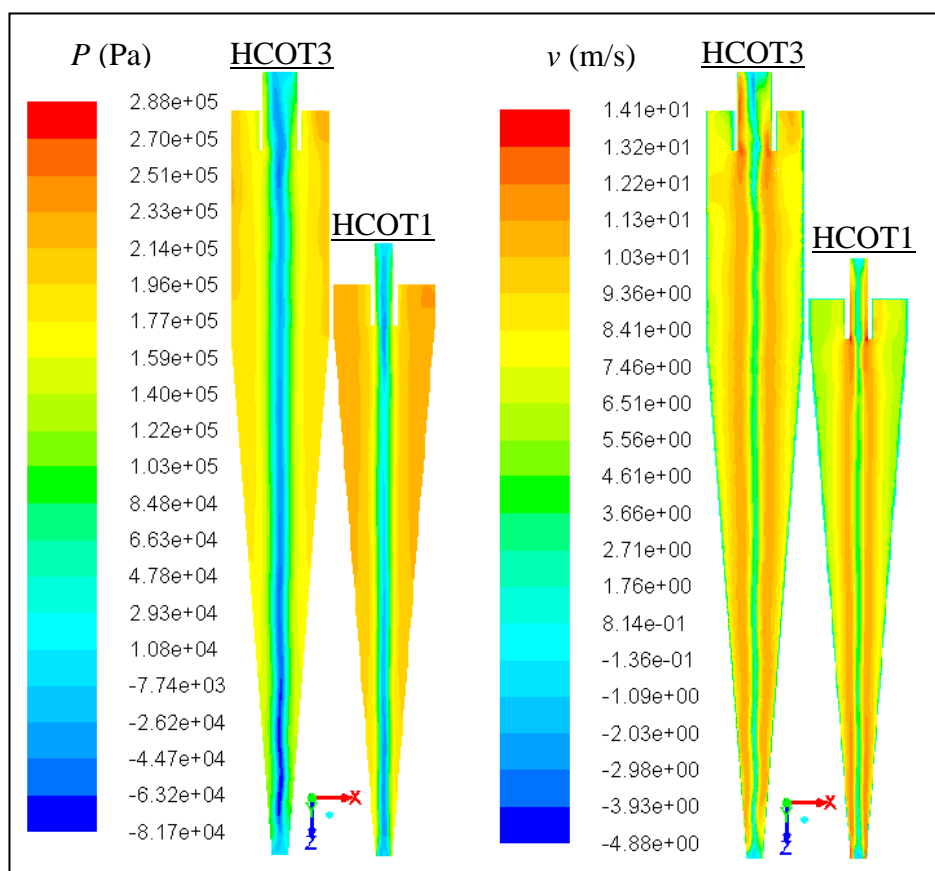 P (Pa)
HCOT3
2.88e+05
2.70e+05
2.51e+05
2.33e+05
2.14e+05
1.96e+05
1.77e+05
1.59e+05
1.40e+05
1.22e+05
1.03e+05
8.48e+04
6.63e+04
4.78e+04
2.93e+04
1.08e+04
-7.74e+03
-2.62e+04
-4.47e+04
-6.32e+04
-8.17e+04
HCOT1
X
Y
Z
v (m/s)
HCOT3
1.41e+01
1.32e+01
1.22e+01
1.13e+01
1.03e+01
9.36e+00
8.41e+00
7.46e+00
6.51e+00
5.56e+00
4.61e+00
3.66e+00
2.71e+00
1.76e+00
8.14e-01
-1.36e-01
-1.09e+00
-2.03e+00
-2.98e+00
-3.93e+00
-4.88e+00
HCOT1
X
Y
Z